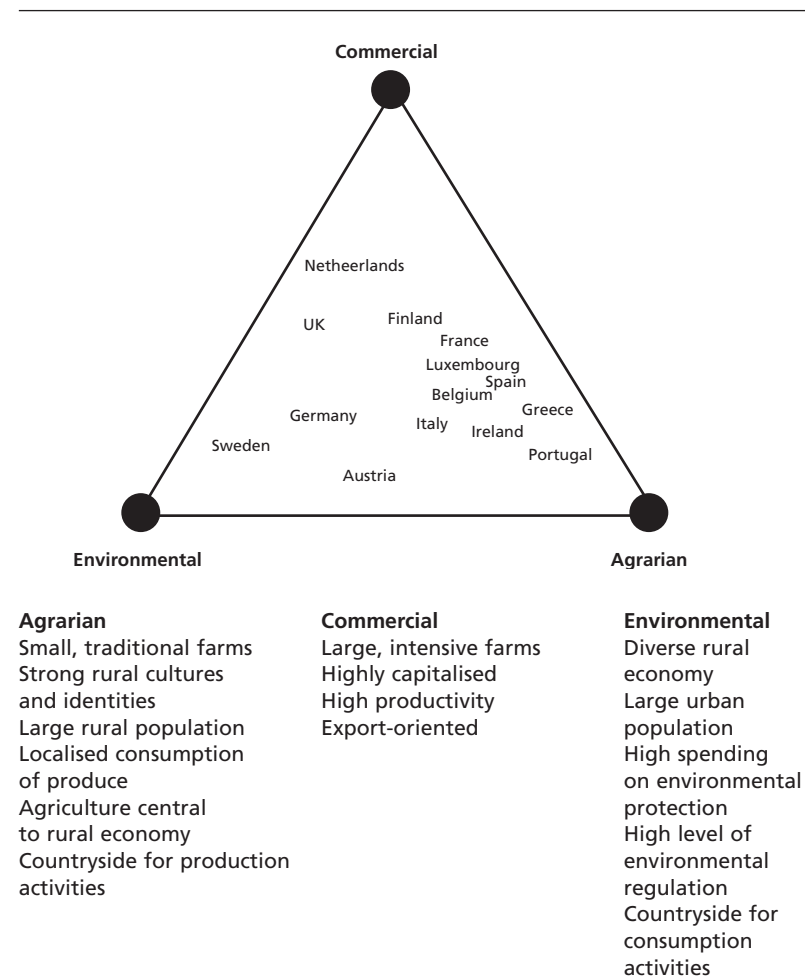 Commercial
Netheerlands
UK
Finland
France
Luxembourg
Spain
Belgium
Greece
Germany
Italy
Ireland
Sweden
Portugal
Austria
Environmental
Agrarian
Agrarian
Small, traditional farms
Strong rural cultures
and identities
Large rural population
Localised consumption
of produce
Agriculture central
to rural economy
Countryside for production
activities
Commercial
Large, intensive farms
Highly capitalised
High productivity
Export-oriented
Environmental
Diverse rural
economy
Large urban
population
High spending
on environmental
protection
High level of
environmental
regulation
Countryside for
consumption
activities